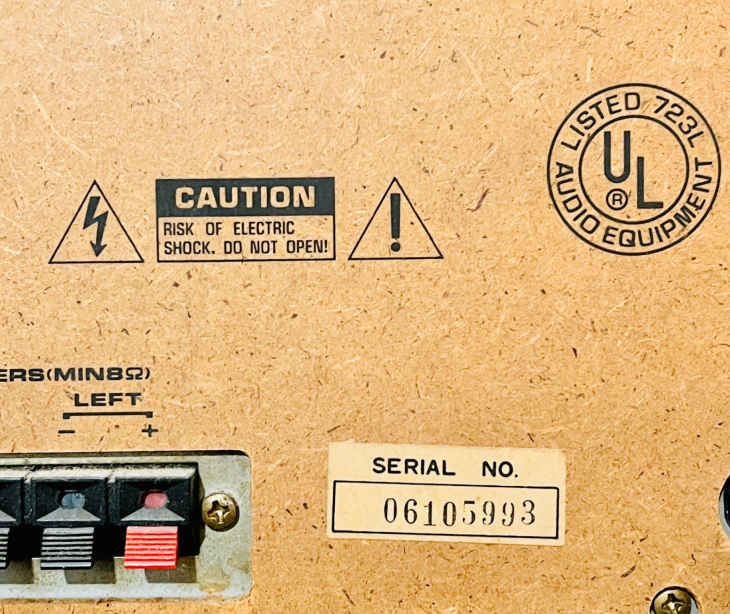 LISTED 723L
UL
®
AUDIO EQUIPMENT
CAUTION
RISK OF ELECTRIC
SHOCK. DO NOT OPEN!
ERS(MIN8Ω)
LEFT
− +
SERIAL NO.
06105993